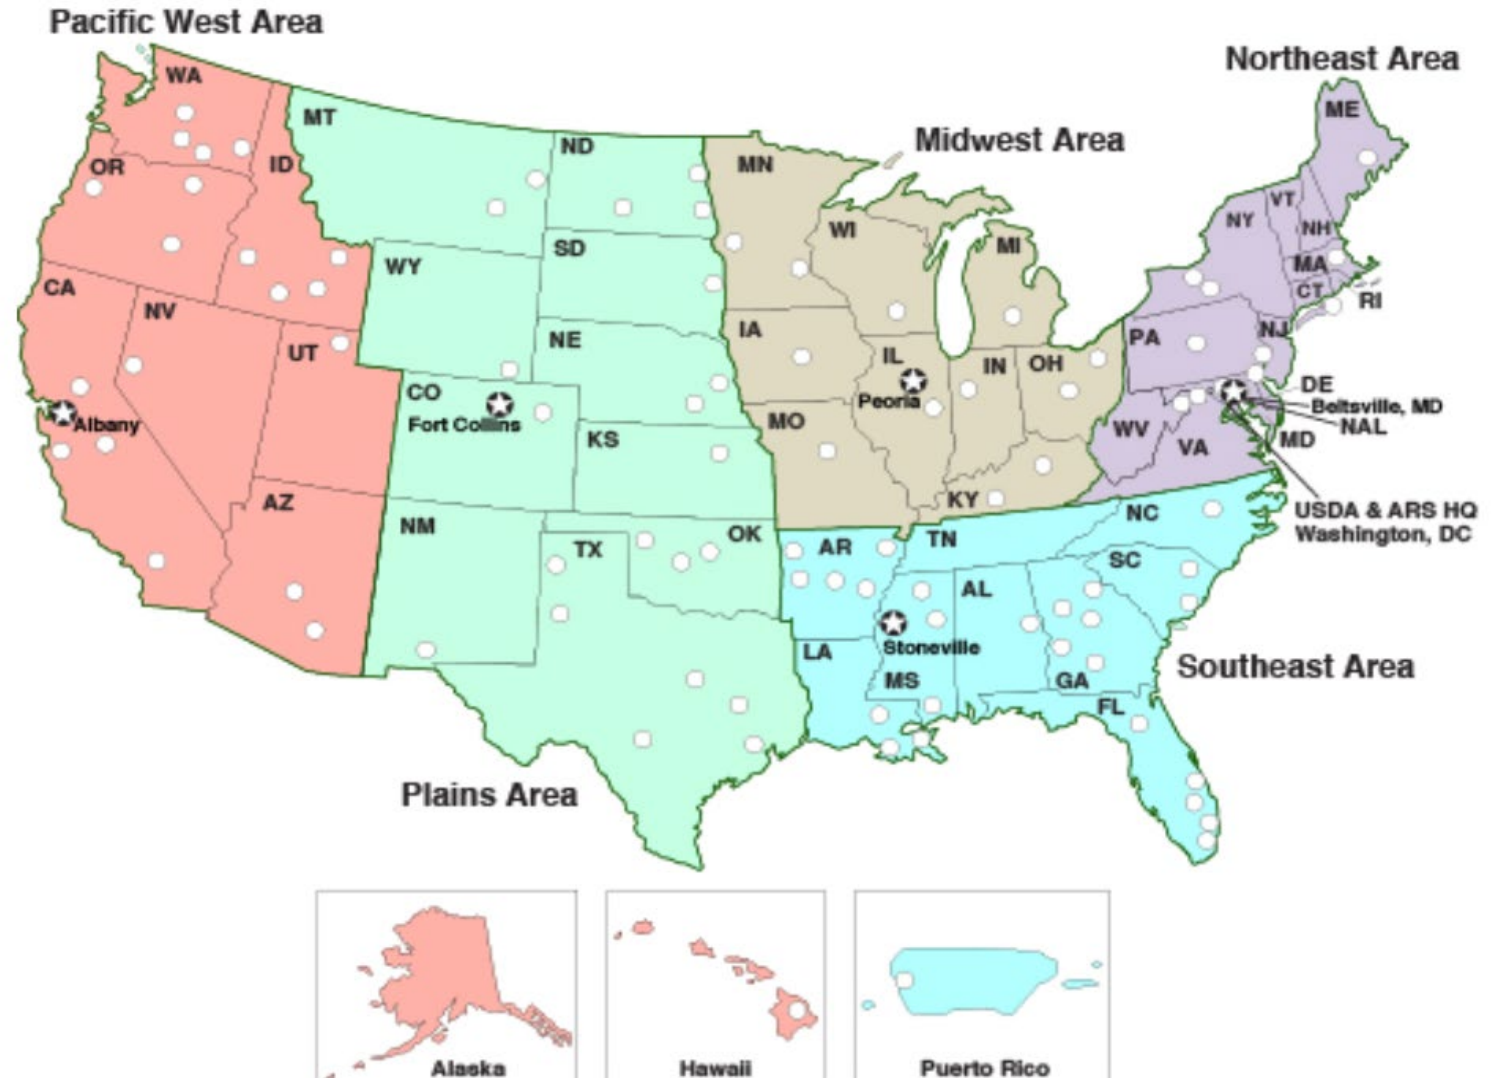 Pacific West Area
Northeast Area
Midwest Area
WA
MT
ND
MN
ME
OR
ID
WI
MI
NY
VT
NH
MA
CT
RI
SD
WY
CA
NV
UT
NE
IA
IL
IN
OH
PA
NJ
DE
CO
Peoria
Beltsville, MD
NAL
Albany
Fort Collins
KS
MO
WV
VA
MD
AZ
NM
TX
OK
KY
NC
USDA & ARS HQ
Washington, DC
AR
TN
SC
AL
Stoneville
LA
MS
GA
Southeast Area
FL
Plains Area
Alaska
Hawaii
Puerto Rico